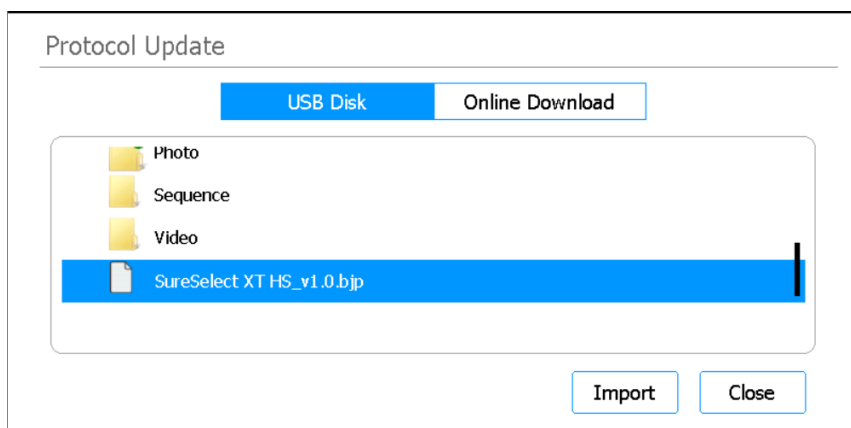 Protocol Update
USB Disk Online Download
Photo
Sequence
Video
SureSelect XT HS_v1.0.bjp
Import Close